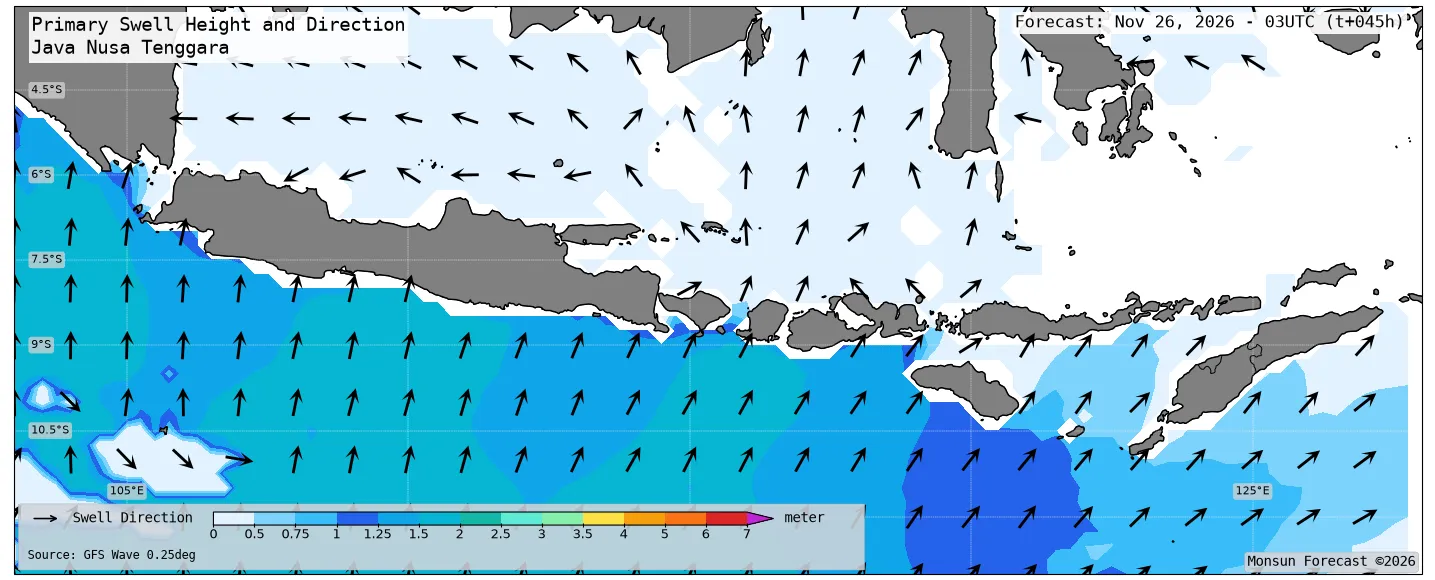 Primary Swell Height and Direction
Java Nusa Tenggara
Forecast: Nov 26, 2026 - 03UTC (t+045h)
4.5°S
6°S
7.5°S
9°S
10.5°S
105°E
125°E
Swell Direction
0 0.5 0.75 1 1.25 1.5 2 2.5 3 3.5 4 5 6 7
meter
Source: GFS Wave 0.25deg
Monsun Forecast ©2026